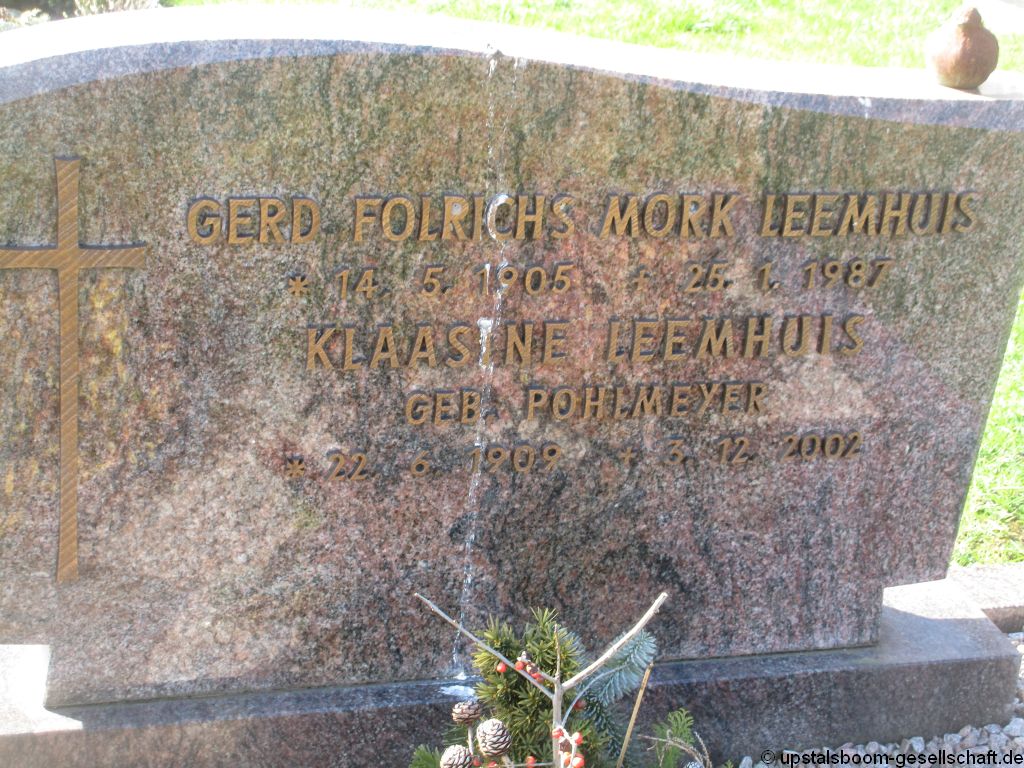 GERD FOLRICHS MÖRK LEEMHUIS
* 14. 5. 1905 + 25. 1. 1987
KLAASINE LEEMHUIS
GEB. POHLMEYER
* 22. 6. 1909 + 3. 12. 2002
© upstalsboom-gesellschaft.de